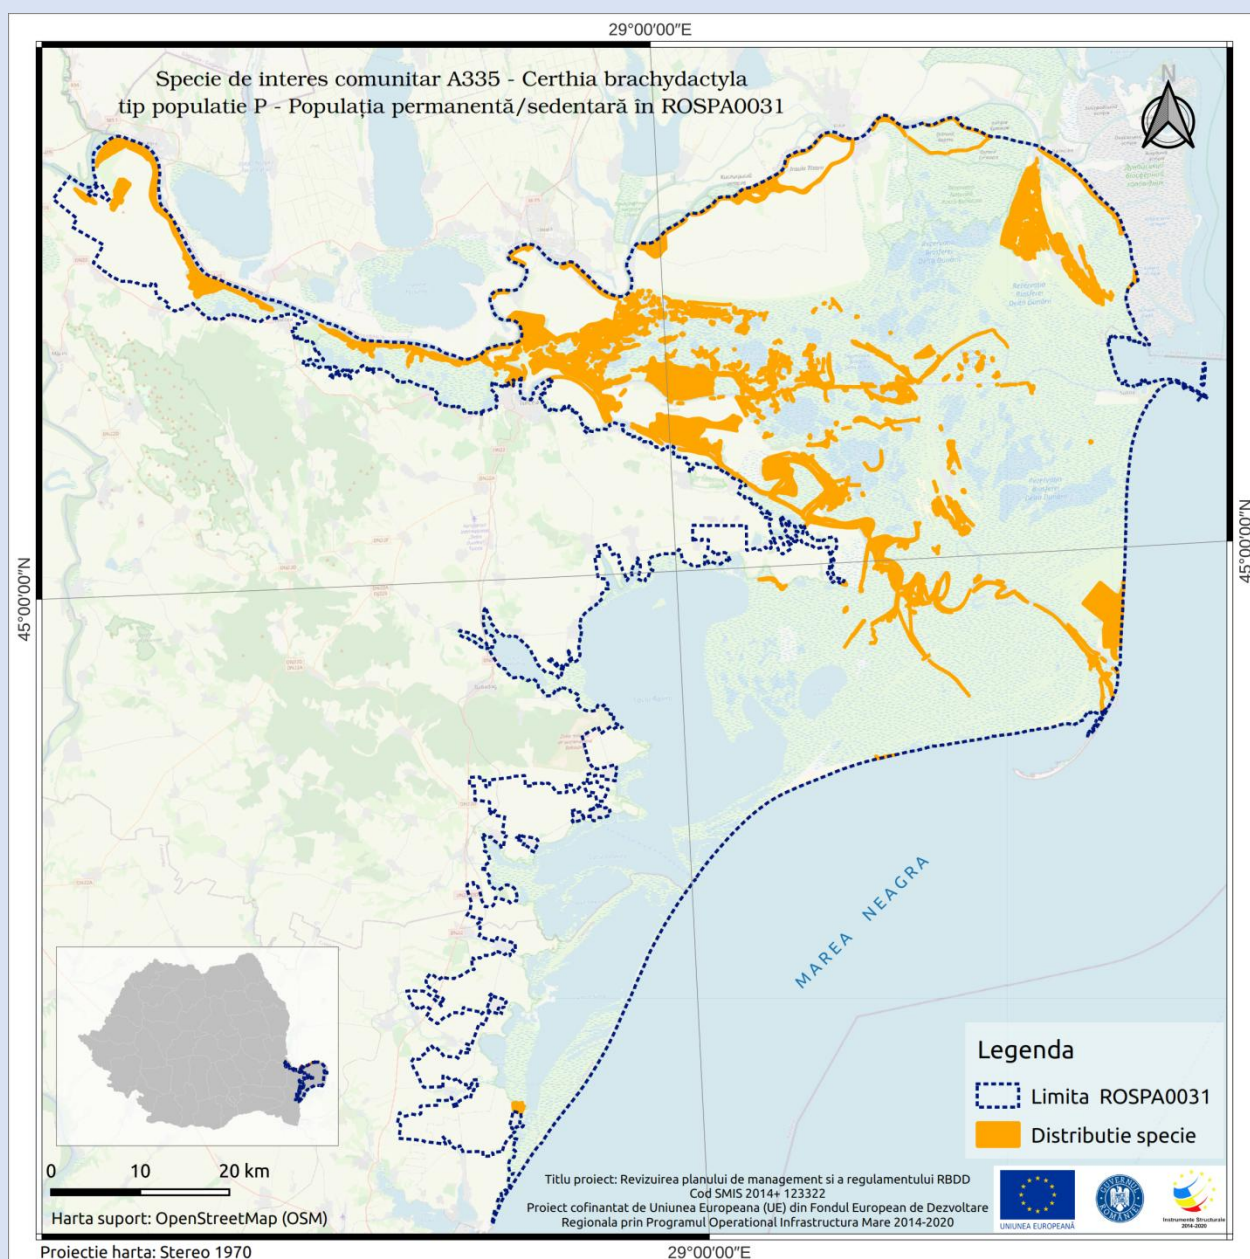 29°00'00"E
Specie de interes comunitar A335 - Certhia brachydactyla
tip populatie P - Populația permanentă/sedentară în ROSPA0031
N
45°00'00"N
45°00'00"N
MAREA NEAGRA
Legenda
Limita ROSPA0031
Distributie specie
0 10 20 km
Harta suport: OpenStreetMap (OSM)
Titlu proiect: Revizuirea planului de management si a regulamentului RBDD
Cod SMIS 2014+ 123322
Proiect cofinantat de Uniunea Europeana (UE) din Fondul European de Dezvoltare
Regionala prin Programul Operational Infrastructura Mare 2014-2020
UNIUNEA EUROPEANĂ
GUVERNUL ROMÂNIEI
Instrumente Structurale
2014-2020
Proiectie harta: Stereo 1970
29°00'00"E